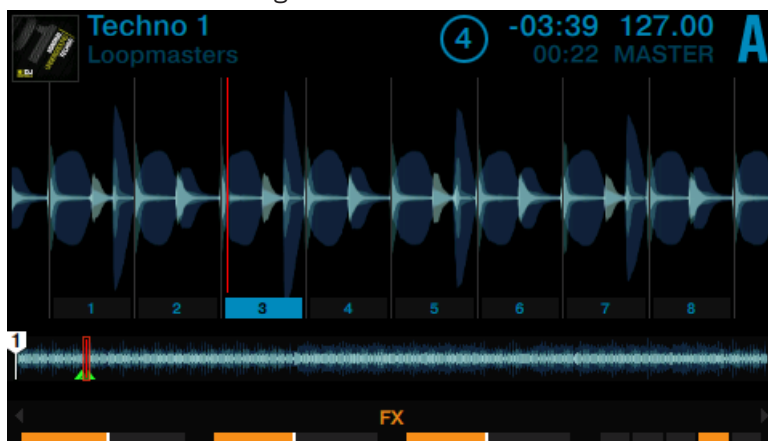 Techno 1
Loopmasters
4
-03:39 127.00
00:22 MASTER
A
1 2 3 4 5 6 7 8
1
FX